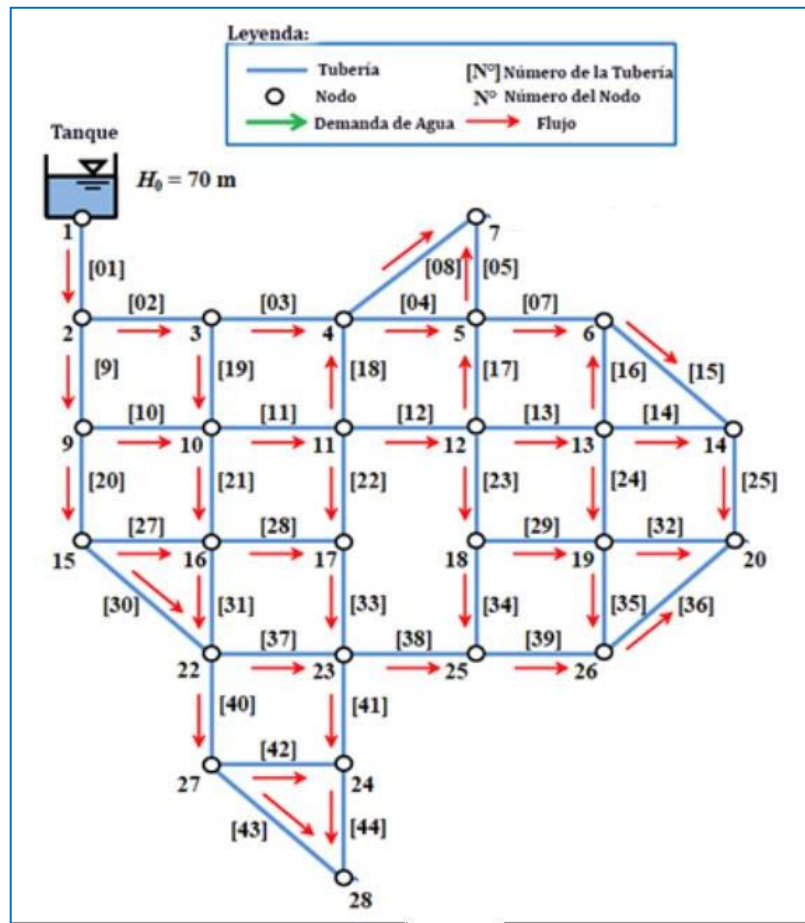 Leyenda:
Tubería [N°] Número de la Tubería
Nodo N° Número del Nodo
Demanda de Agua Flujo
Tanque
H₀ = 70 m
1 7
[01] [08] [05]
[02] [03] [04] [07]
2 3 4 5 6
[9] [19] [18] [17] [16] [15]
[10] [11] [12] [13] [14]
9 10 11 12 13 14
[20] [21] [22] [23] [24] [25]
[27] [28] [29] [32]
15 16 17 18 19 20
[30] [31] [33] [34] [35] [36]
[37] [38] [39]
22 23 25 26
[40] [41]
[42]
27 24
[43] [44]
28